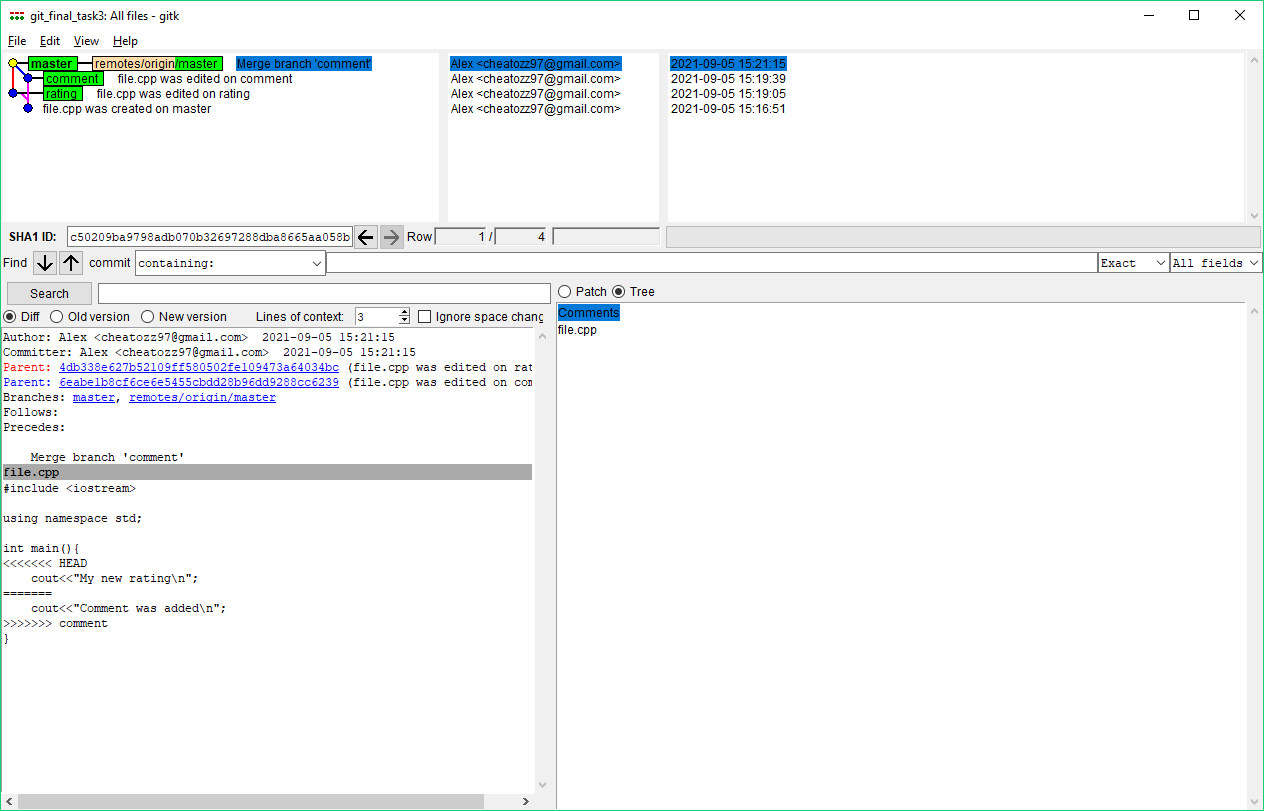 git_final_task3: All files - gitk
File Edit View Help
master remotes/origin/master Merge branch 'comment' Alex <cheatozz97@gmail.com> 2021-09-05 15:21:15
comment file.cpp was edited on comment Alex <cheatozz97@gmail.com> 2021-09-05 15:19:39
rating file.cpp was edited on rating Alex <cheatozz97@gmail.com> 2021-09-05 15:19:05
file.cpp was created on master Alex <cheatozz97@gmail.com> 2021-09-05 15:16:51
SHA1 ID: c50209ba9798adb070b32697288dba8665aa058b Row 1 / 4
Find commit containing: Exact All fields
Search Patch Tree
Diff Old version New version Lines of context: 3 Ignore space chang
Comments
file.cpp
Author: Alex <cheatozz97@gmail.com> 2021-09-05 15:21:15
Committer: Alex <cheatozz97@gmail.com> 2021-09-05 15:21:15
Parent: 4db338e627b52109ff580502fe109473a64034bc (file.cpp was edited on rat
Parent: 6eabe1b8cf6ce6e5455cbdd28b96dd9288cc6239 (file.cpp was edited on com
Branches: master, remotes/origin/master
Follows:
Precedes:
Merge branch 'comment'
file.cpp
#include <iostream>
using namespace std;
int main(){
<<<<<<< HEAD
cout<<"My new rating\n";
=======
cout<<"Comment was added\n";
>>>>>>> comment
}